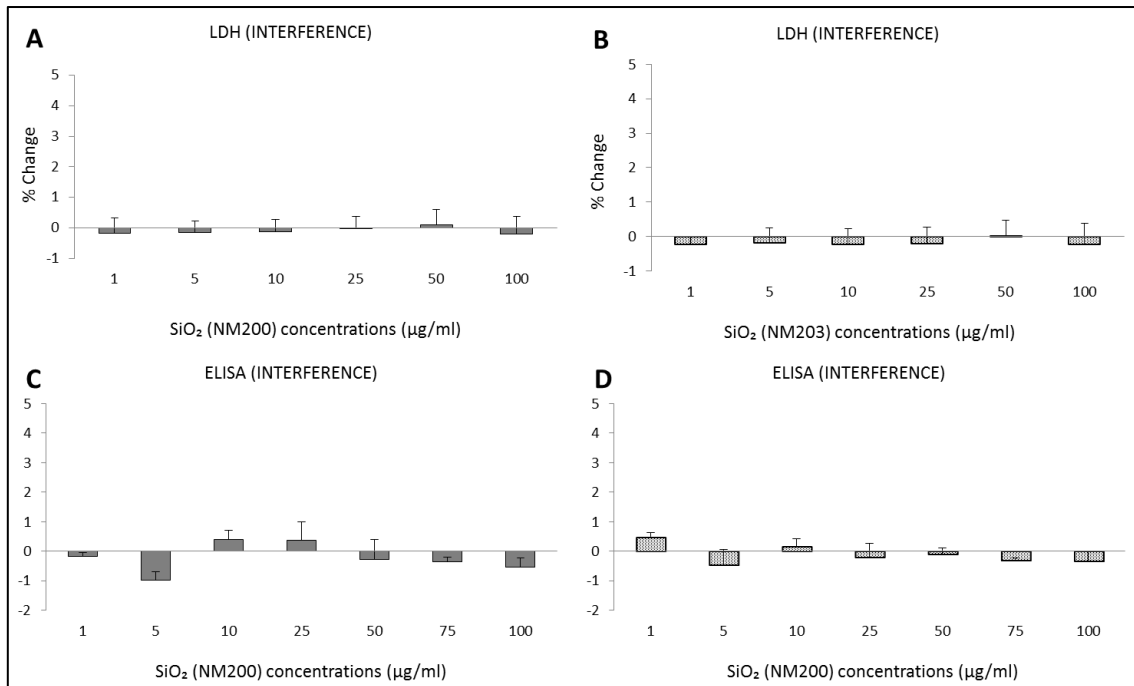 A
LDH (INTERFERENCE)
5
4
3
2
1
0
-1
% Change
1 5 10 25 50 100
SiO₂ (NM200) concentrations (µg/ml)
B
LDH (INTERFERENCE)
5
4
3
2
1
0
-1
% Change
1 5 10 25 50 100
SiO₂ (NM203) concentrations (µg/ml)
C
ELISA (INTERFERENCE)
5
4
3
2
1
0
-1
-2
1 5 10 25 50 75 100
SiO₂ (NM200) concentrations (µg/ml)
D
ELISA (INTERFERENCE)
5
4
3
2
1
0
-1
-2
1 5 10 25 50 75 100
SiO₂ (NM200) concentrations (µg/ml)